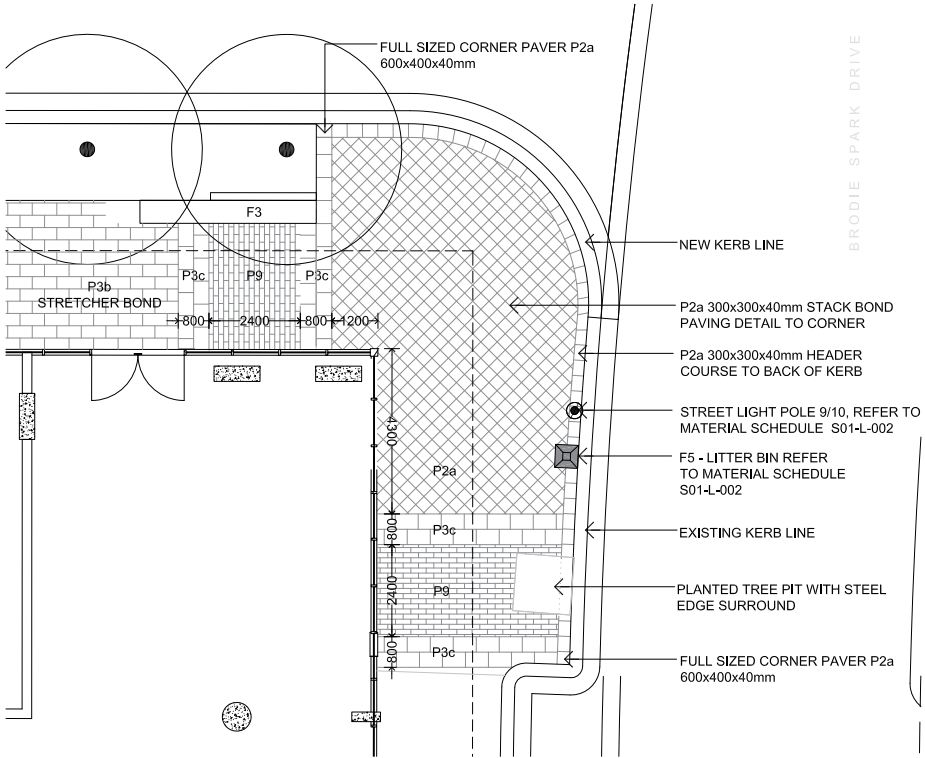 FULL SIZED CORNER PAVER P2a
600x400x40mm
BRODIE SPARK DRIVE
F3
NEW KERB LINE
P3c
P9
P3c
P3b
STRETCHER BOND
P2a 300x300x40mm STACK BOND
PAVING DETAIL TO CORNER
800
2400
800
1200
P2a 300x300x40mm HEADER
COURSE TO BACK OF KERB
STREET LIGHT POLE 9/10, REFER TO
MATERIAL SCHEDULE S01-L-002
4300
P2a
F5 - LITTER BIN REFER
TO MATERIAL SCHEDULE
S01-L-002
800
P3c
EXISTING KERB LINE
2400
P9
PLANTED TREE PIT WITH STEEL
EDGE SURROUND
800
P3c
FULL SIZED CORNER PAVER P2a
600x400x40mm